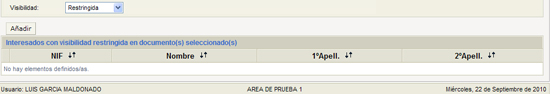 Visibilidad: Restringida
Añadir
Interesados con visibilidad restringida en documento(s) seleccionado(s)
NIF Nombre 1ºApell. 2ºApell.
No hay elementos definidos/as.
Usuario: LUIS GARCIA MALDONADO AREA DE PRUEBA 1 Miércoles, 22 de Septiembre de 2010